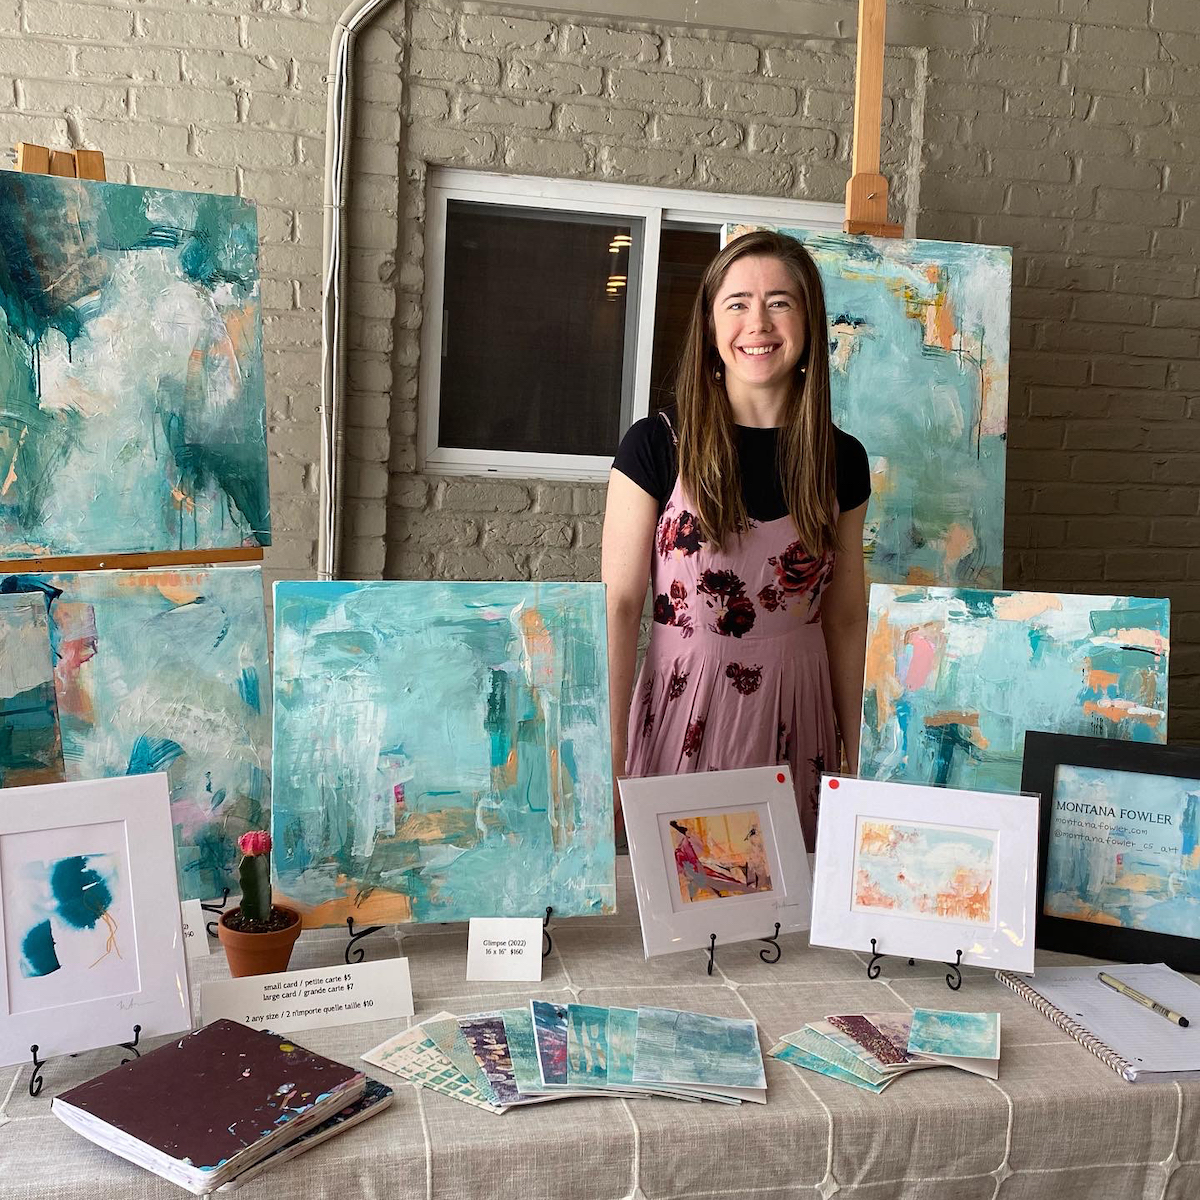 MONTANA FOWLER
montanafowler.com
@montanafowler_cs_art
Glimpse (2022)
16 x 16" $160
small card / petite carte $5
large card / grande carte $7
2 any size / 2 n'importe quelle taille $10